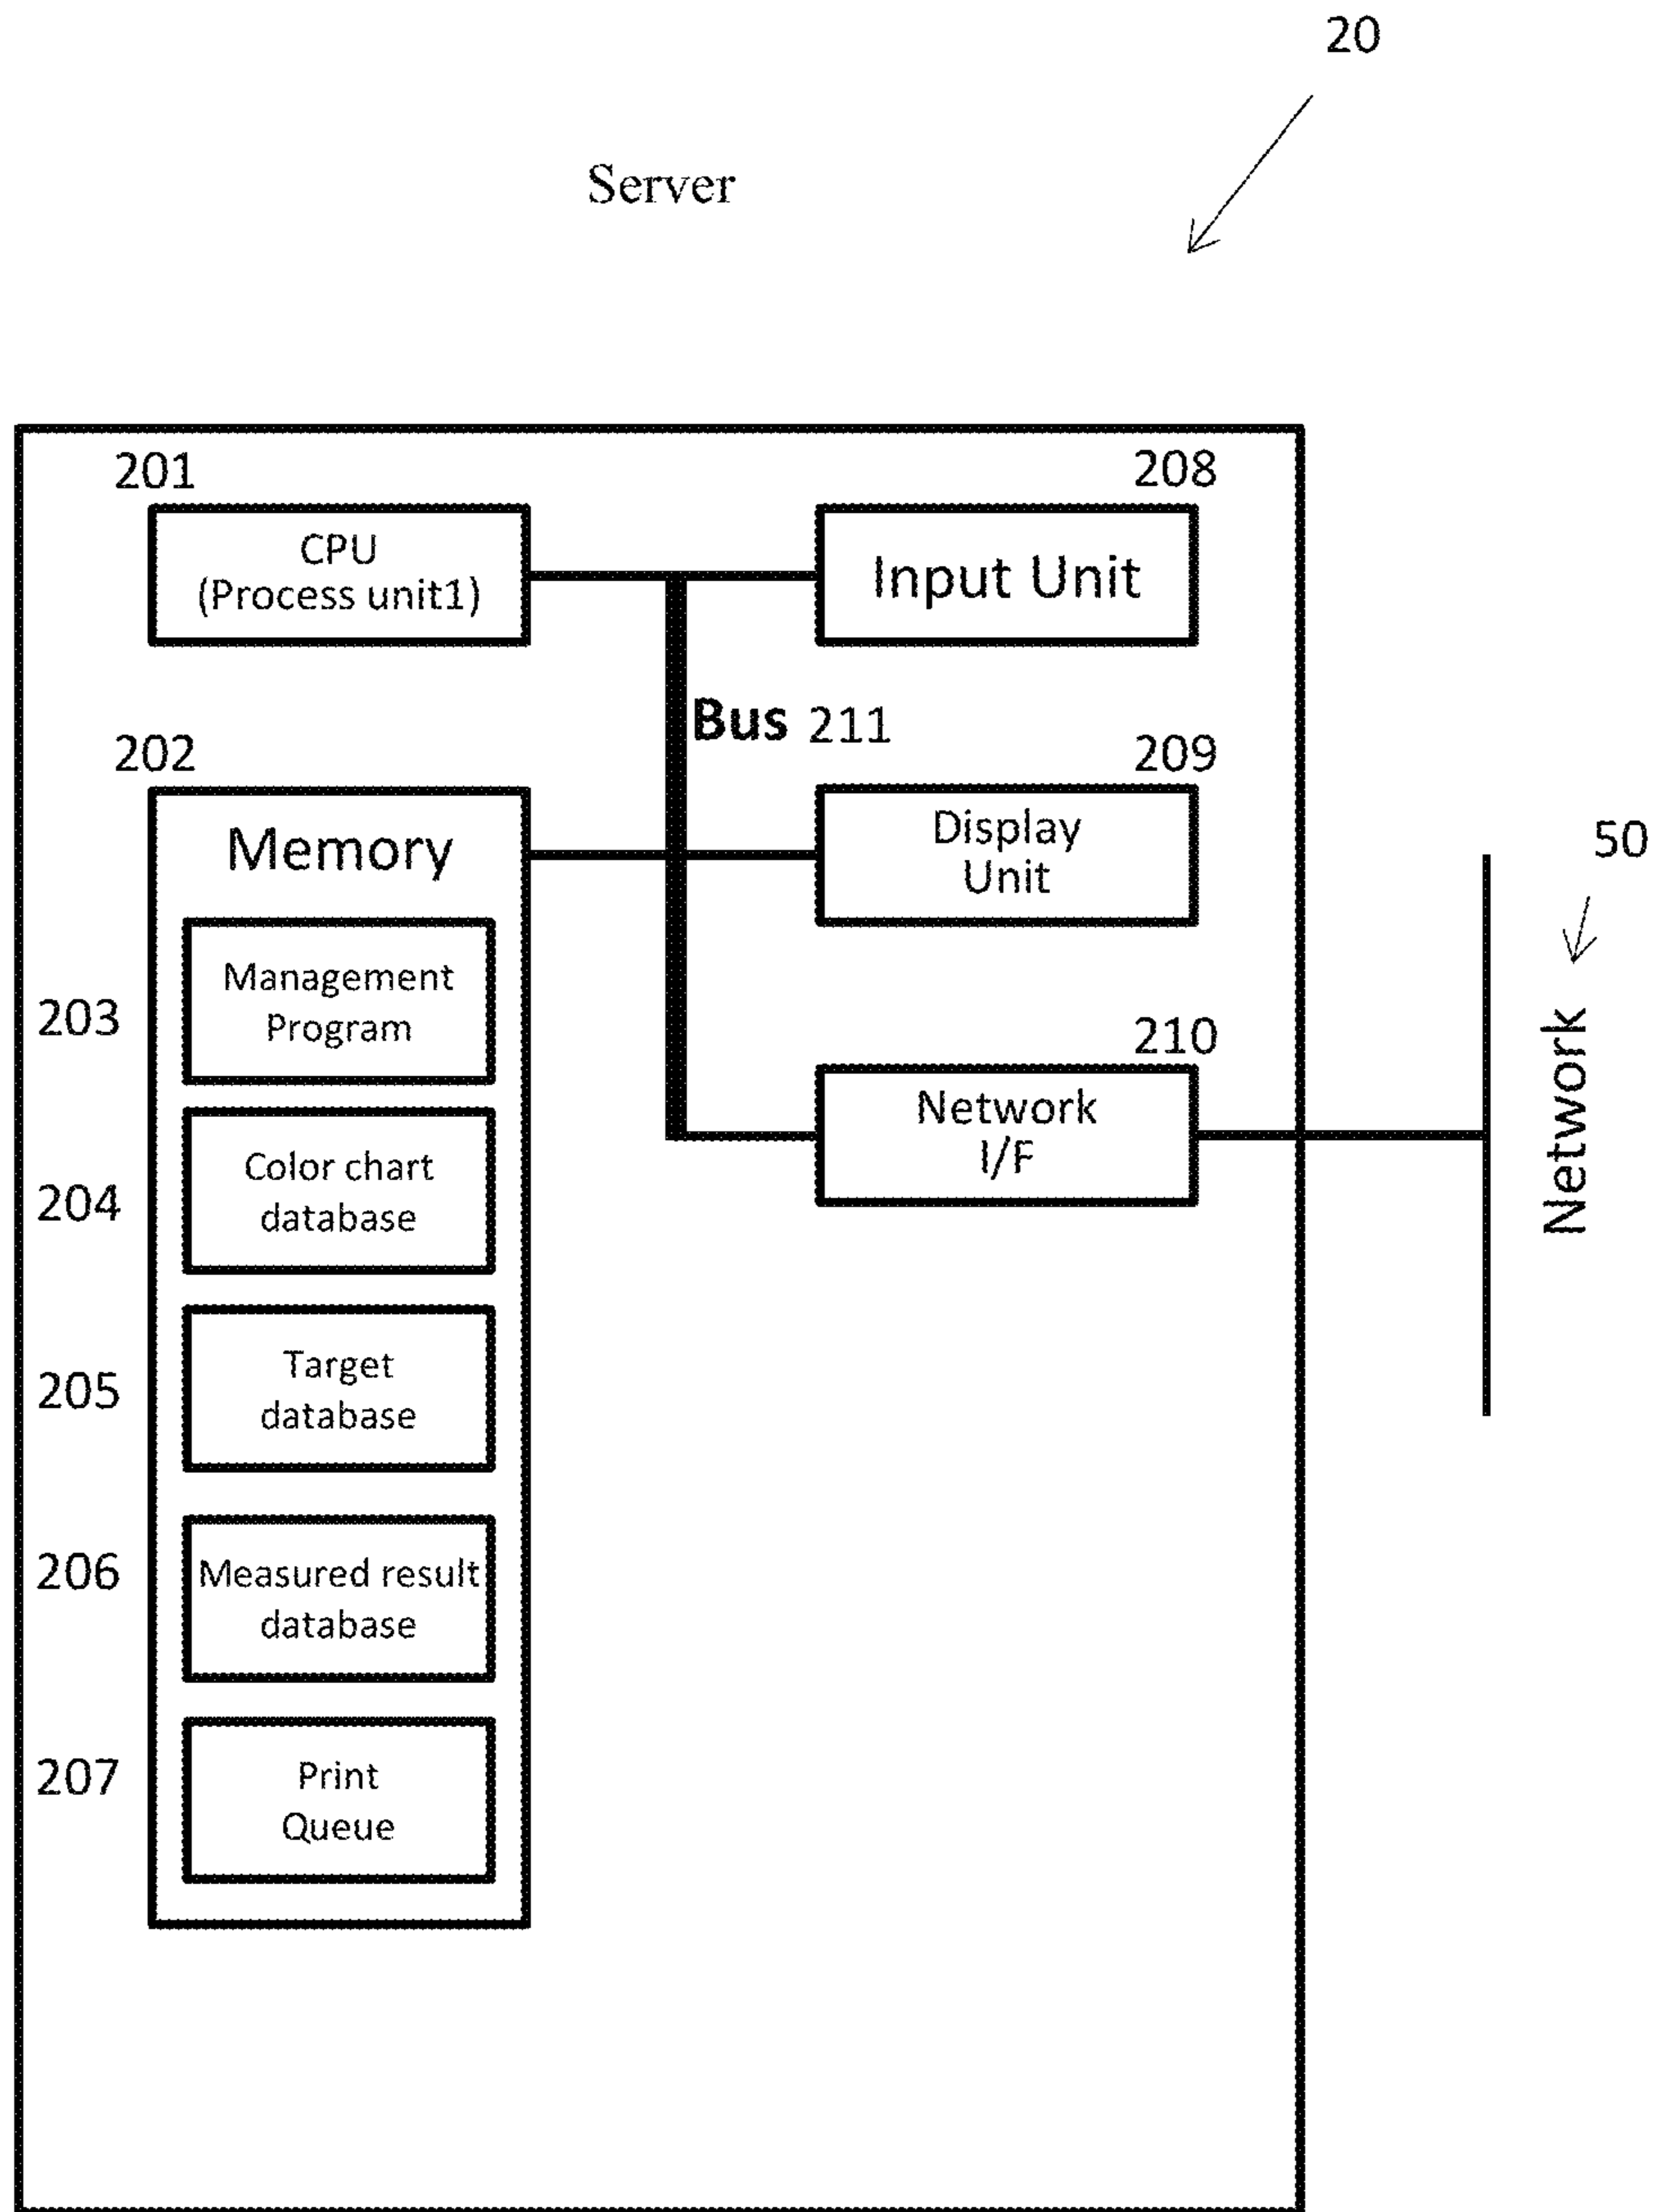 20
Server
201
CPU
(Process unit1)
208
Input Unit
Bus 211
202
Memory
209
Display
Unit
50
Network
203
Management
Program
210
Network
I/F
204
Color chart
database
205
Target
database
206
Measured result
database
207
Print
Queue